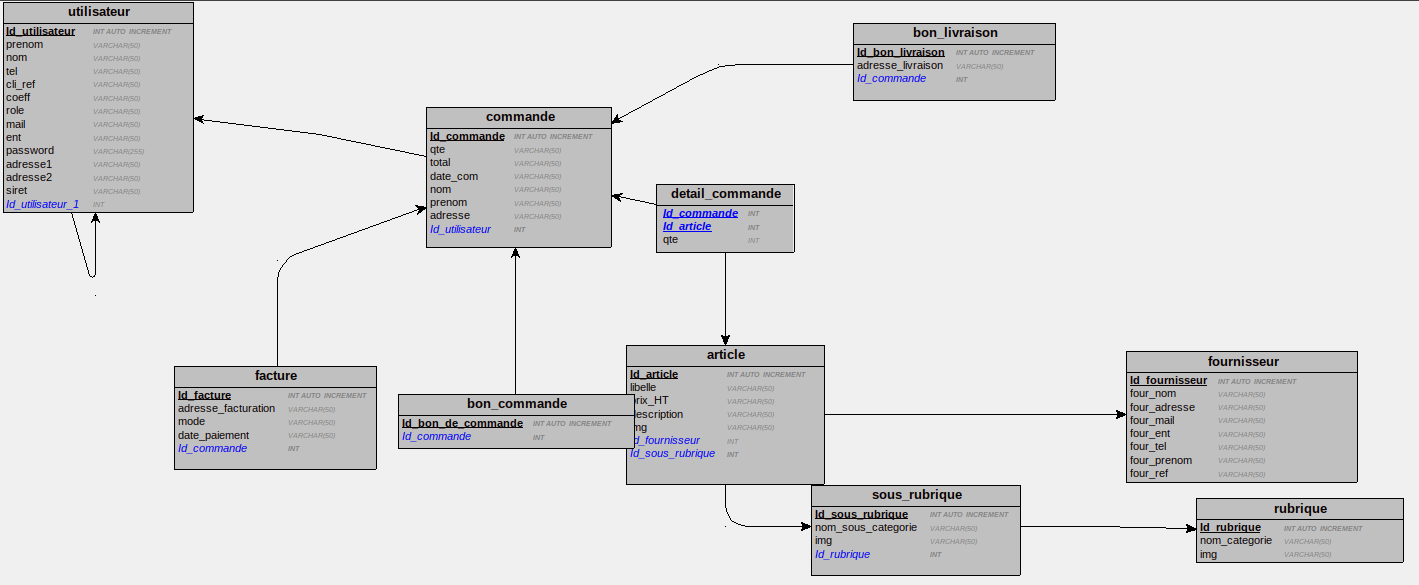 utilisateur
Id_utilisateur INT AUTO_INCREMENT
prenom VARCHAR(50)
nom VARCHAR(50)
tel VARCHAR(50)
cli_ref VARCHAR(50)
coeff VARCHAR(50)
role VARCHAR(50)
mail VARCHAR(50)
ent VARCHAR(50)
password VARCHAR(255)
adresse1 VARCHAR(50)
adresse2 VARCHAR(50)
siret VARCHAR(50)
Id_utilisateur_1 INT
bon_livraison
Id_bon_livraison INT AUTO_INCREMENT
adresse_livraison VARCHAR(50)
Id_commande INT
commande
Id_commande INT AUTO_INCREMENT
qte VARCHAR(50)
total VARCHAR(50)
date_com VARCHAR(50)
nom VARCHAR(50)
prenom VARCHAR(50)
adresse VARCHAR(50)
Id_utilisateur INT
detail_commande
Id_commande INT
Id_article INT
qte INT
facture
Id_facture INT AUTO_INCREMENT
adresse_facturation VARCHAR(50)
mode VARCHAR(50)
date_paiement VARCHAR(50)
Id_commande INT
bon_commande
Id_bon_de_commande INT AUTO_INCREMENT
Id_commande INT
article
Id_article INT AUTO_INCREMENT
libelle VARCHAR(50)
prix_HT VARCHAR(50)
description VARCHAR(50)
img VARCHAR(50)
Id_fournisseur INT
Id_sous_rubrique INT
fournisseur
Id_fournisseur INT AUTO_INCREMENT
four_nom VARCHAR(50)
four_adresse VARCHAR(50)
four_mail VARCHAR(50)
four_ent VARCHAR(50)
four_tel VARCHAR(50)
four_prenom VARCHAR(50)
four_ref VARCHAR(50)
sous_rubrique
Id_sous_rubrique INT AUTO_INCREMENT
nom_sous_categorie VARCHAR(50)
img VARCHAR(50)
Id_rubrique INT
rubrique
Id_rubrique INT AUTO_INCREMENT
nom_categorie VARCHAR(50)
img VARCHAR(50)